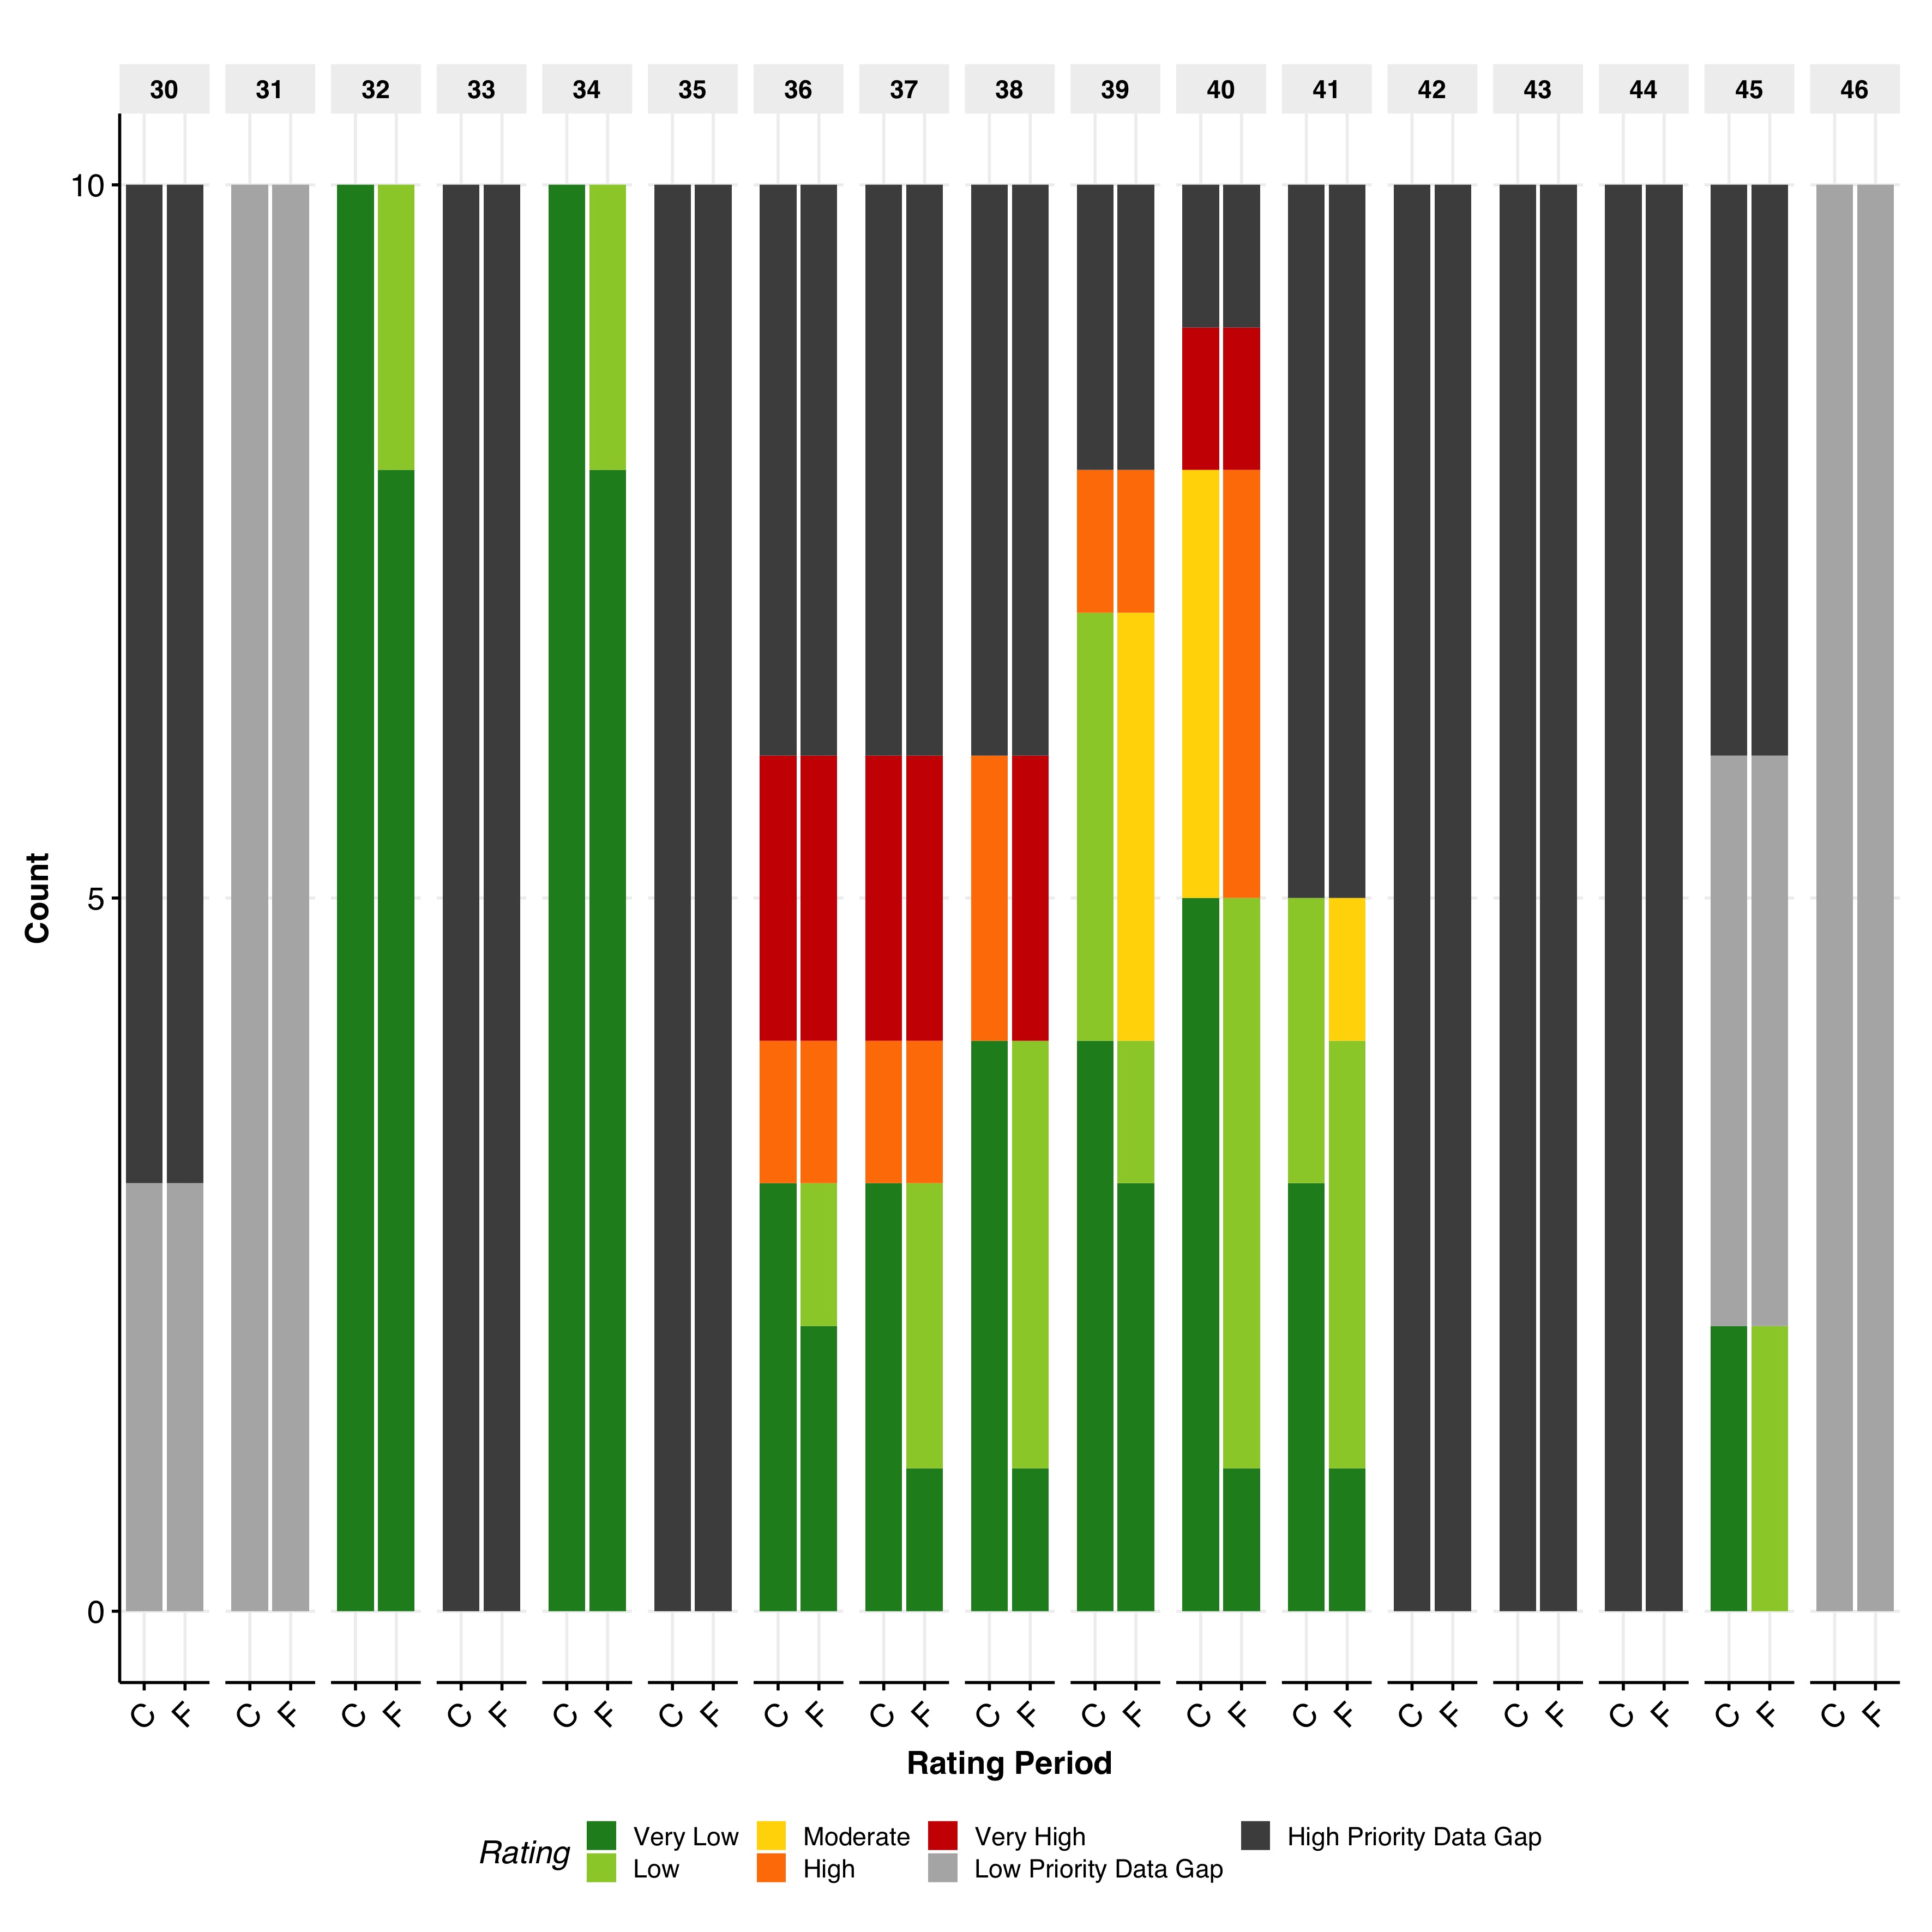 30 31 32 33 34 35 36 37 38 39 40 41 42 43 44 45 46
10
5
0
Count
C F C F C F C F C F C F C F C F C F C F C F C F C F C F C F C F C F
Rating Period
Rating Very Low Moderate Very High High Priority Data Gap
Low High Low Priority Data Gap